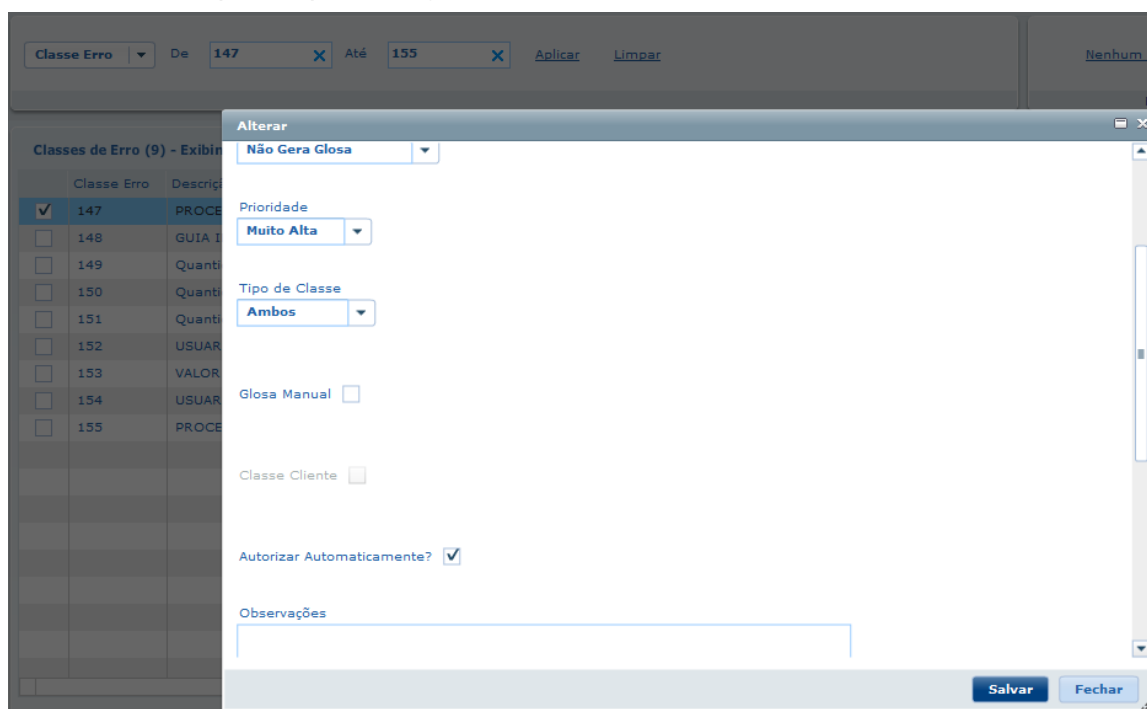 Classe Erro De 147 Até 155 Aplicar Limpar Nenhum
Alterar
Classes de Erro (9) - Exibin
Não Gera Glosa
Classe Erro Descriçã
147 PROCE
148 GUIA I
149 Quanti
150 Quanti
151 Quanti
152 USUAR
153 VALOR
154 USUAR
155 PROCE
Prioridade
Muito Alta
Tipo de Classe
Ambos
Glosa Manual
Classe Cliente
Autorizar Automaticamente?
Observações
Salvar Fechar